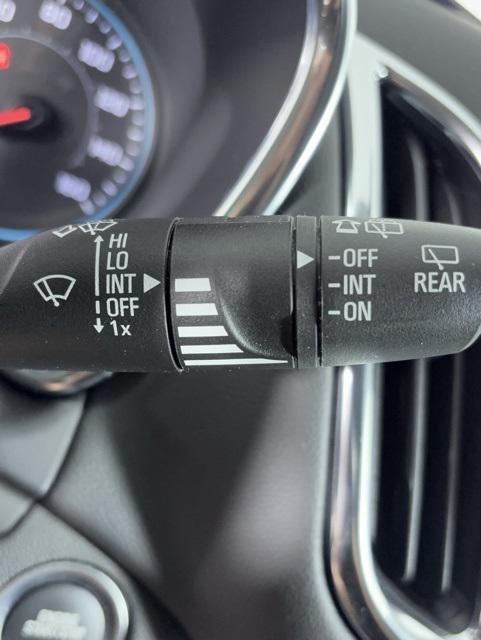 HI
LO
INT
OFF
1x
-OFF
-INT
-ON
REAR